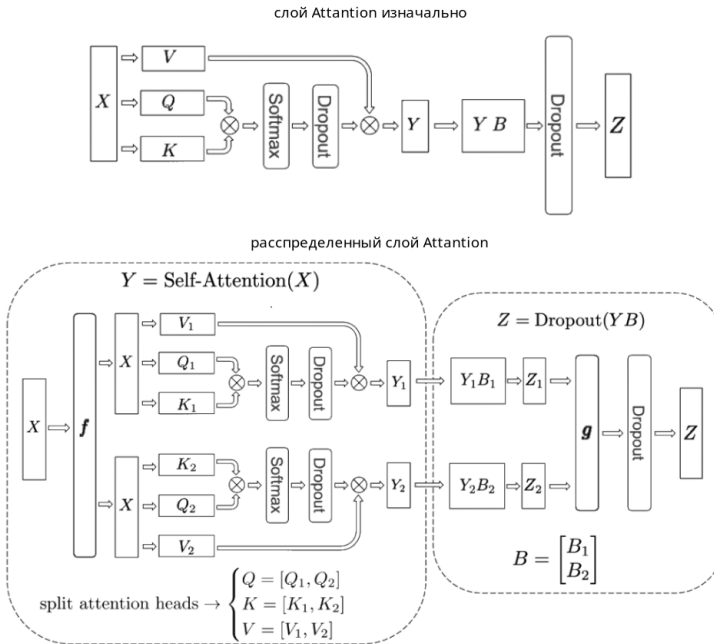 слой Attantion изначально
X
V
Q
K
⊗
Softmax
Dropout
⊗
Y
Y B
Dropout
Z
расспределенный слой Attantion
Y = Self-Attention(X)
X
f
X
V₁
Q₁
K₁
⊗
Softmax
Dropout
⊗
Y₁
X
K₂
Q₂
V₂
⊗
Softmax
Dropout
⊗
Y₂
split attention heads → { Q = [Q₁, Q₂]
K = [K₁, K₂]
V = [V₁, V₂]
Z = Dropout(Y B)
Y₁B₁
Z₁
Y₂B₂
Z₂
g
Dropout
Z
B = [B₁
B₂]